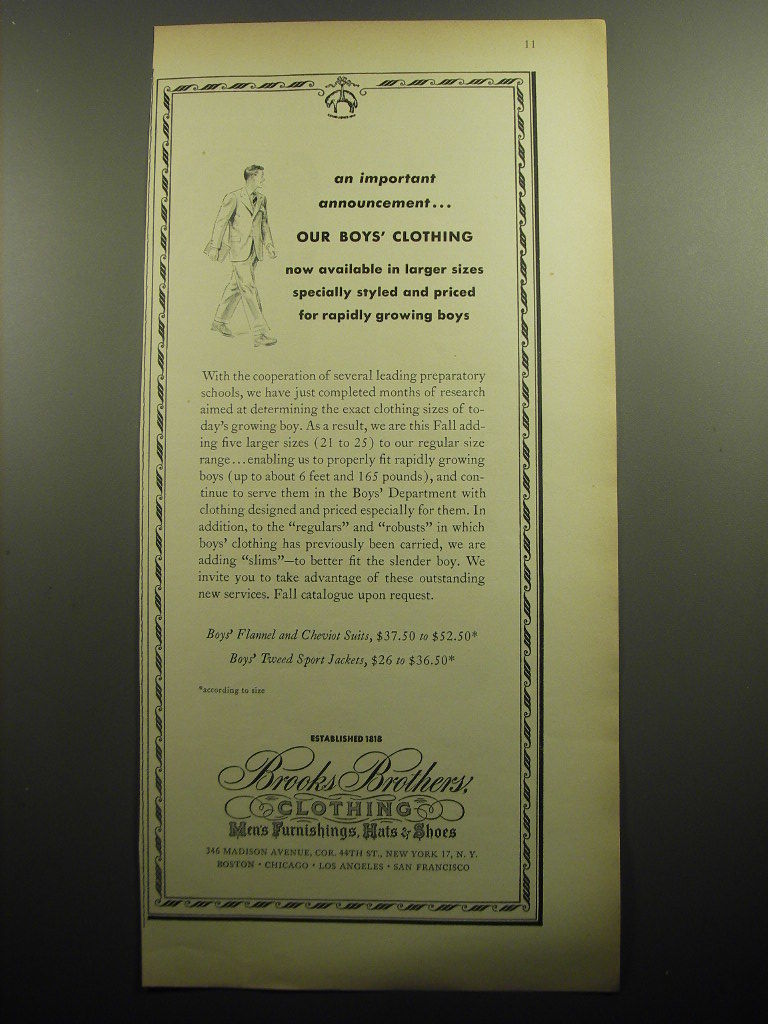 11
an important
announcement...
OUR BOYS' CLOTHING
now available in larger sizes
specially styled and priced
for rapidly growing boys
With the cooperation of several leading preparatory
schools, we have just completed months of research
aimed at determining the exact clothing sizes of to-
day's growing boy. As a result, we are this Fall add-
ing five larger sizes (21 to 25) to our regular size
range...enabling us to properly fit rapidly growing
boys (up to about 6 feet and 165 pounds), and con-
tinue to serve them in the Boys' Department with
clothing designed and priced especially for them. In
addition, to the "regulars" and "robusts" in which
boys' clothing has previously been carried, we are
adding "slims"—to better fit the slender boy. We
invite you to take advantage of these outstanding
new services. Fall catalogue upon request.
Boys' Flannel and Cheviot Suits, $37.50 to $52.50*
Boys' Tweed Sport Jackets, $26 to $36.50*
*according to size
ESTABLISHED 1818
Brooks Brothers,
CLOTHING
Men's Furnishings, Hats & Shoes
346 MADISON AVENUE, COR. 44TH ST., NEW YORK 17, N. Y.
BOSTON • CHICAGO • LOS ANGELES • SAN FRANCISCO